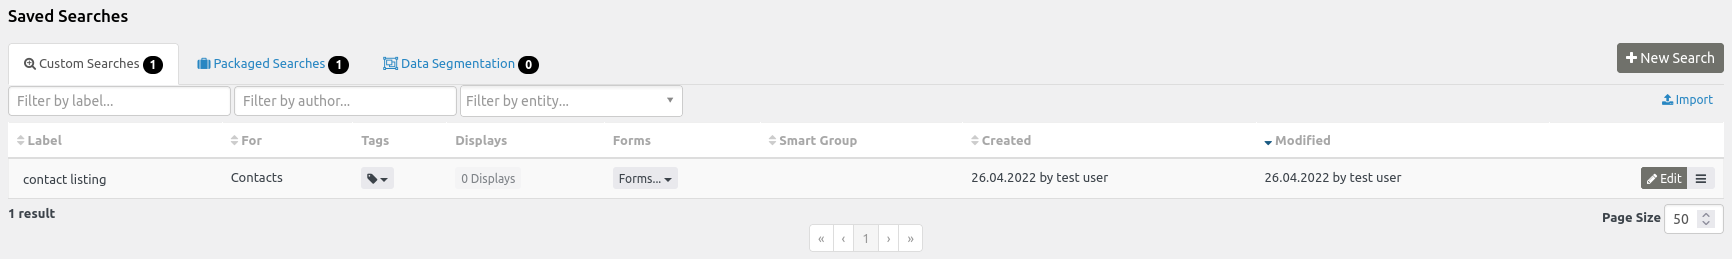 Saved Searches
Custom Searches 1 Packaged Searches 1 Data Segmentation 0 New Search
Filter by label... Filter by author... Filter by entity... Import
Label For Tags Displays Forms Smart Group Created Modified
contact listing Contacts 0 Displays Forms... 26.04.2022 by test user 26.04.2022 by test user Edit
1 result Page Size 50
« ‹ 1 › »